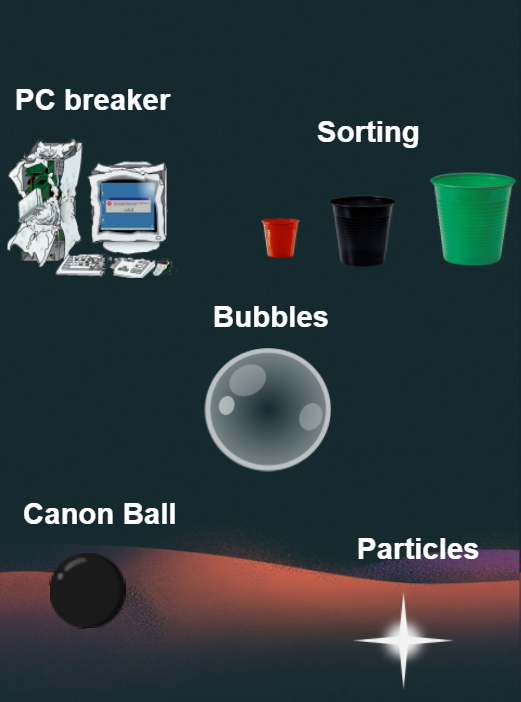 PC breaker
Sorting
Bubbles
Canon Ball
Particles